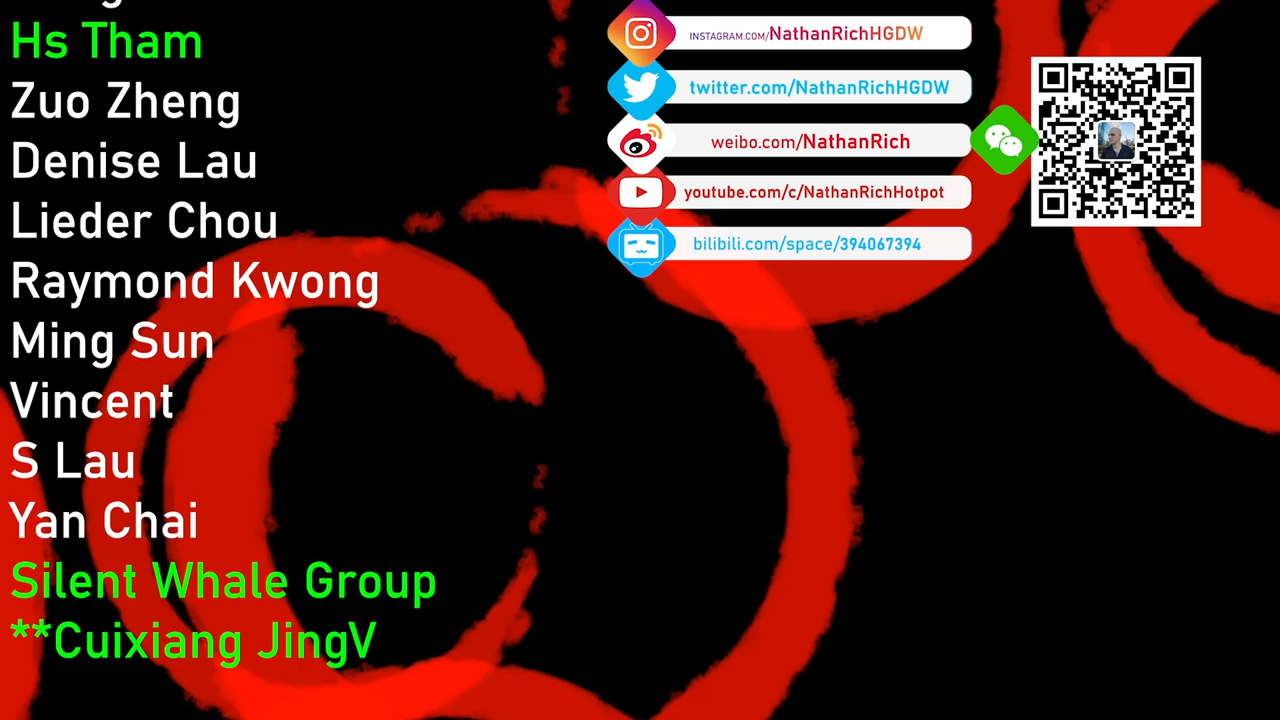 Hs Tham
Zuo Zheng
Denise Lau
Lieder Chou
Raymond Kwong
Ming Sun
Vincent
S Lau
Yan Chai
Silent Whale Group
**Cuixiang JingV
INSTAGRAM.COM/NathanRichHGDW
twitter.com/NathanRichHGDW
weibo.com/NathanRich
youtube.com/c/NathanRichHotpot
bilibili.com/space/394067394